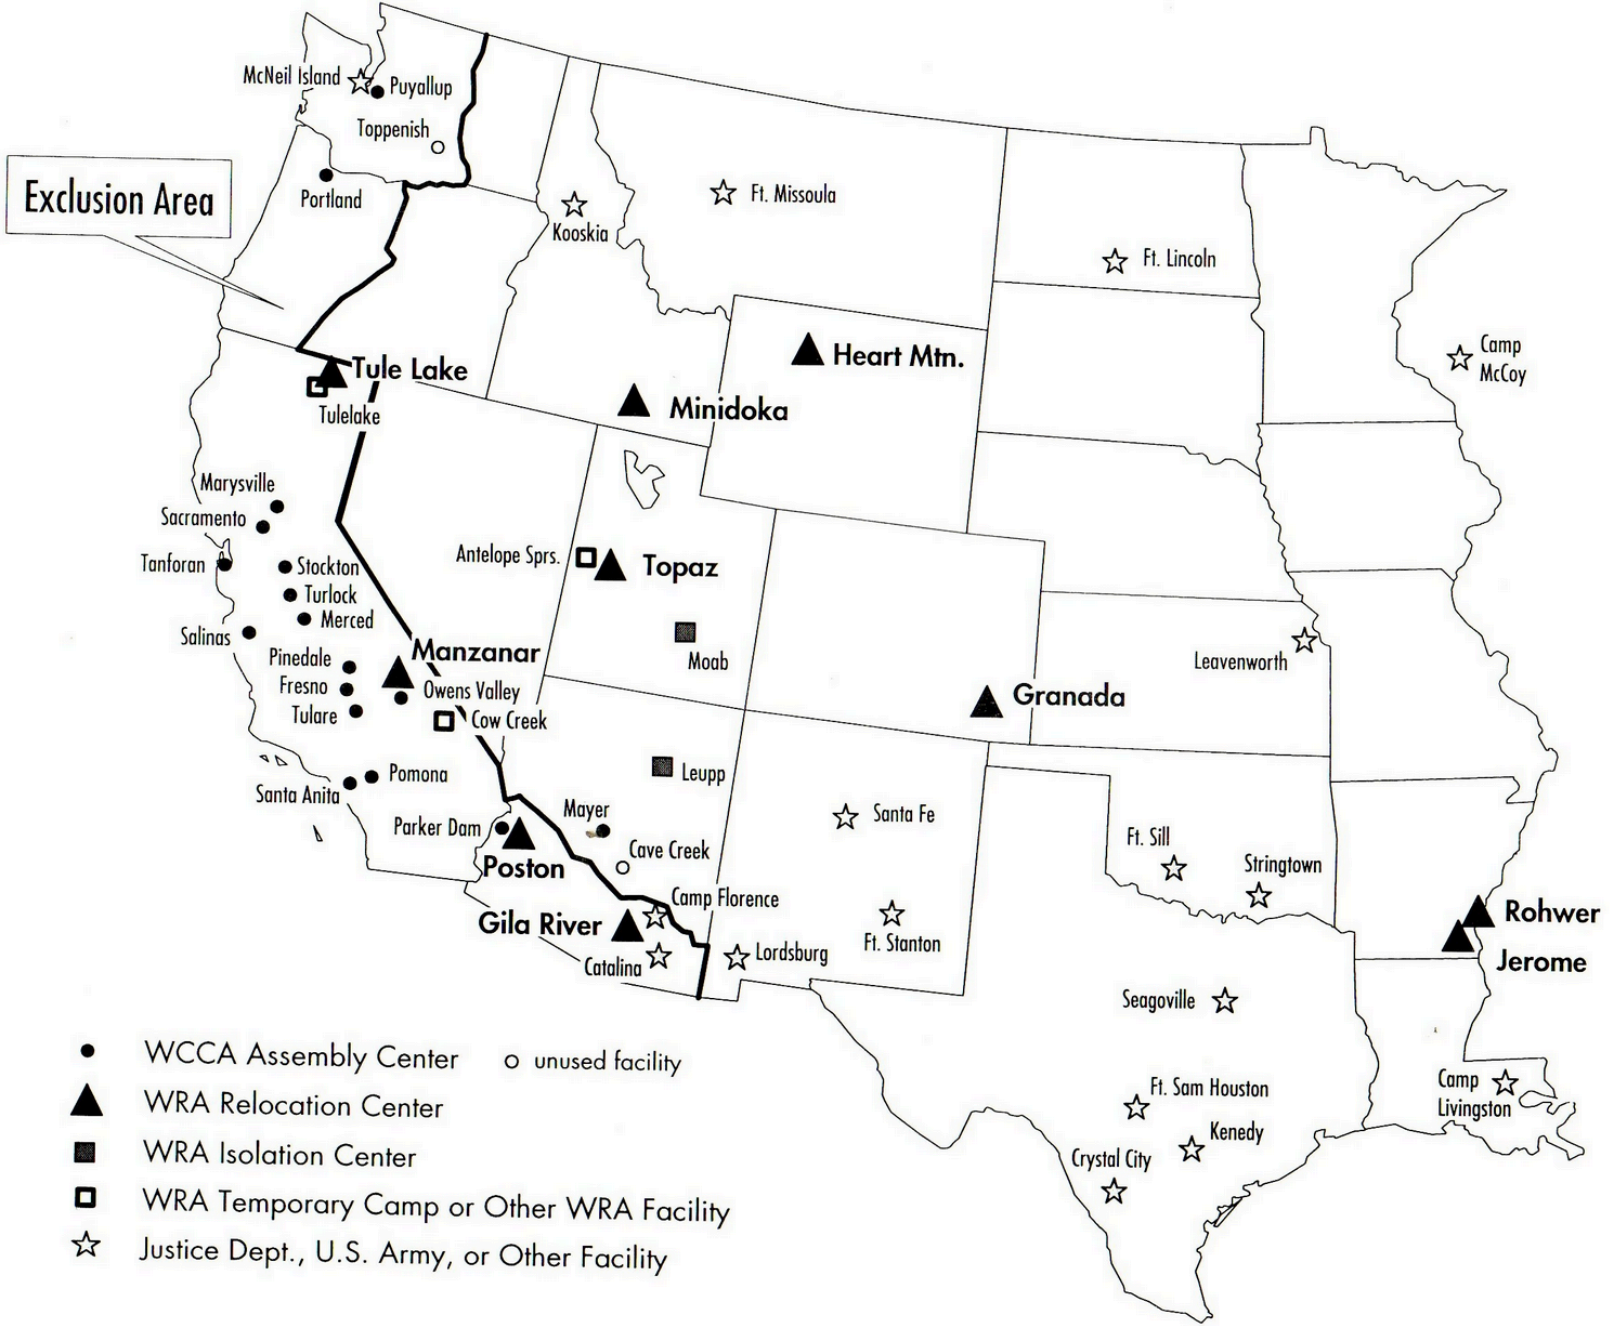 McNeil Island
Puyallup
Toppenish
Exclusion Area
Portland
Kooskia
Ft. Missoula
Ft. Lincoln
Camp
McCoy
Tule Lake
Tulelake
Heart Mtn.
Minidoka
Marysville
Sacramento
Tanforan
Stockton
Turlock
Merced
Salinas
Antelope Sprs.
Topaz
Moab
Leavenworth
Manzanar
Pinedale
Fresno
Owens Valley
Tulare
Cow Creek
Granada
Pomona
Santa Anita
Leupp
Parker Dam
Mayer
Santa Fe
Poston
Cave Creek
Ft. Sill
Stringtown
Gila River
Camp Florence
Catalina
Lordsburg
Ft. Stanton
Rohwer
Jerome
Seagoville
Ft. Sam Houston
Kenedy
Crystal City
Camp
Livingston
WCCA Assembly Center
unused facility
WRA Relocation Center
WRA Isolation Center
WRA Temporary Camp or Other WRA Facility
Justice Dept., U.S. Army, or Other Facility